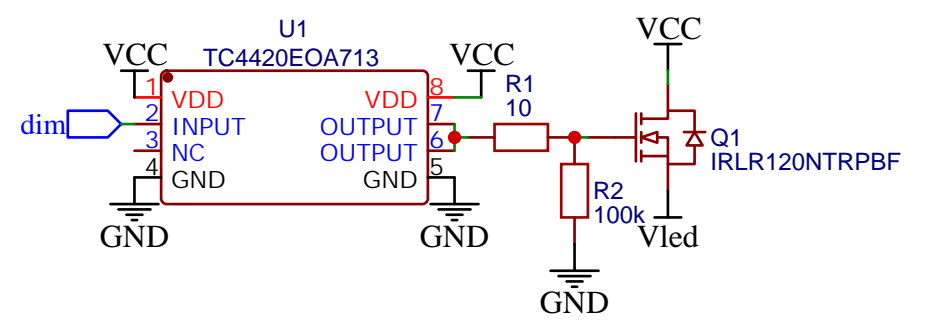 U1
TC4420EOA713
VCC
VCC
VCC
1
VDD
VDD
8
dim
2
INPUT
OUTPUT
7
3
NC
OUTPUT
6
4
GND
GND
5
R1
10
R2
100k
Q1
IRLR120NTRPBF
GND
GND
Vled
GND